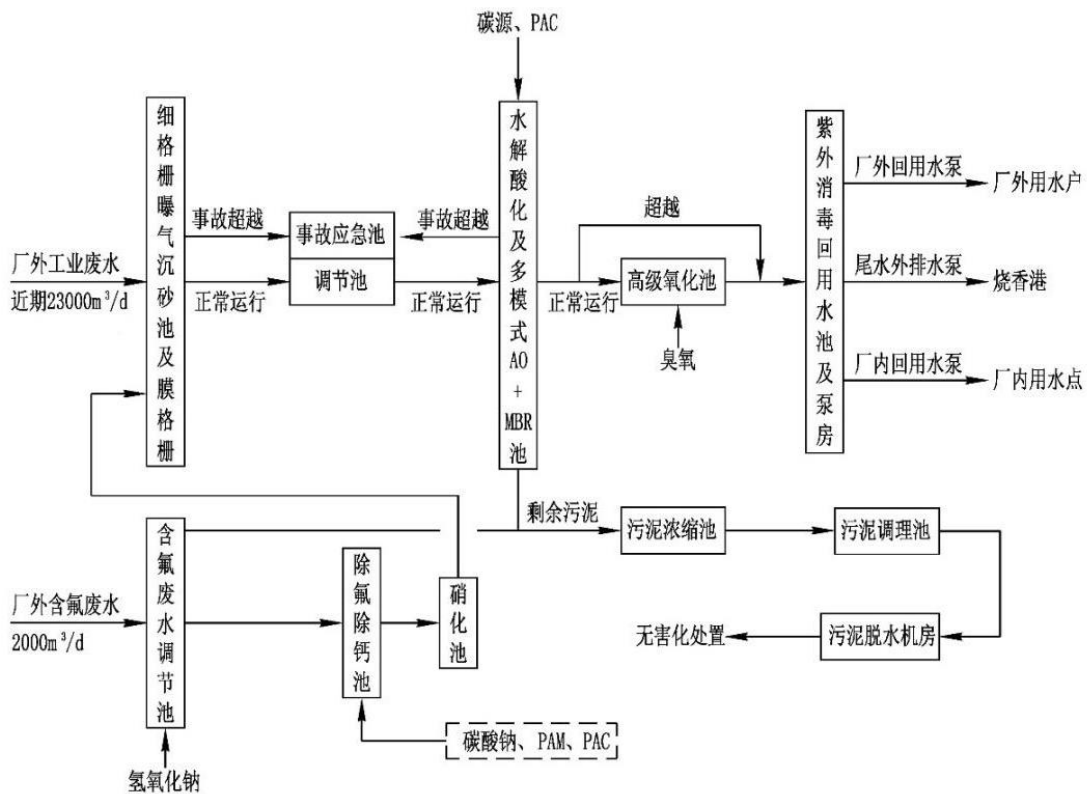 碳源、PAC
细格栅曝气沉砂池及膜格栅
水解酸化及多模式AO+MBR池
紫外消毒回用水池及泵房
厂外回用水泵
厂外用水户
事故超越
事故应急池
事故超越
超越
厂外工业废水
近期23000m³/d
正常运行
调节池
正常运行
正常运行
高级氧化池
尾水外排水泵
烧香港
臭氧
厂内回用水泵
厂内用水点
剩余污泥
污泥浓缩池
污泥调理池
含氟废水调节池
除氟除钙池
硝化池
厂外含氟废水
2000m³/d
无害化处置
污泥脱水机房
碳酸钠、PAM、PAC
氢氧化钠